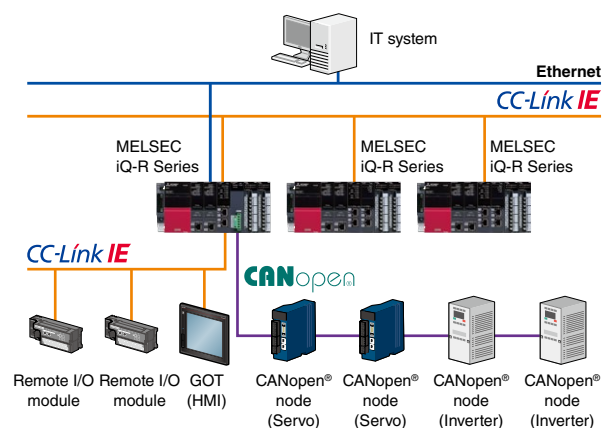 IT system
Ethernet
CC-Link IE
MELSEC
iQ-R Series
MELSEC
iQ-R Series
MELSEC
iQ-R Series
CC-Link IE
CANopen®
Remote I/O
module
Remote I/O
module
GOT
(HMI)
CANopen®
node
(Servo)
CANopen®
node
(Servo)
CANopen®
node
(Inverter)
CANopen®
node
(Inverter)